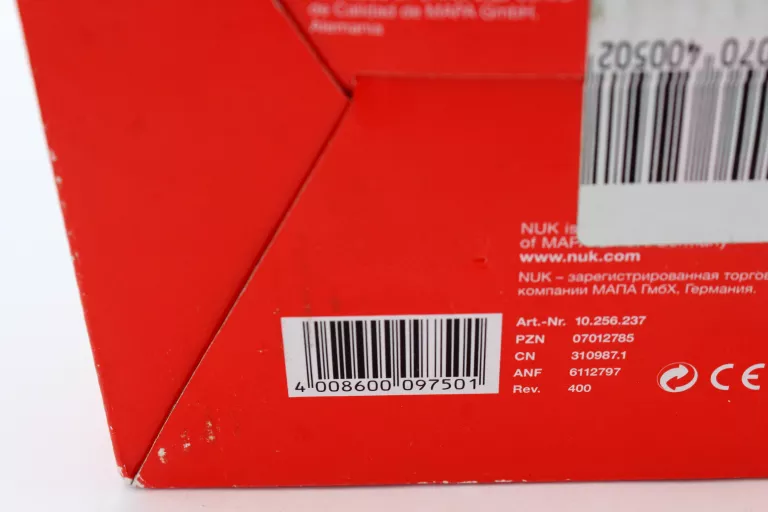 de Calidad de MAPA GmbH,
Alemania
070 400502
NUK is
of MAPA Germany
www.nuk.com
NUK – зарегистрированная торгов
компании МАПА ГмбХ, Германия.
Art.-Nr. 10.256.237
PZN 07012785
CN 310987.1
ANF 6112797
Rev. 400
CE
4 008600 097501